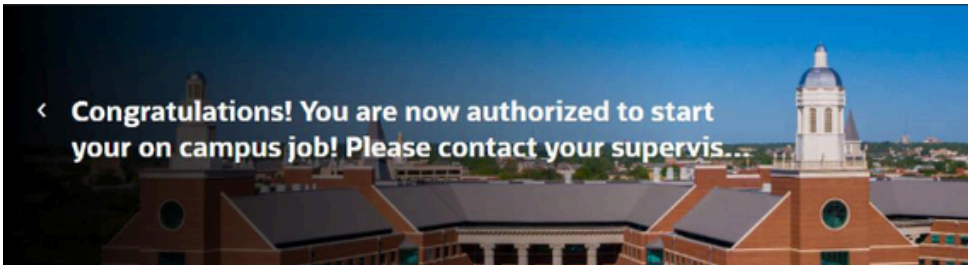 Congratulations! You are now authorized to start
your on campus job! Please contact your supervis...